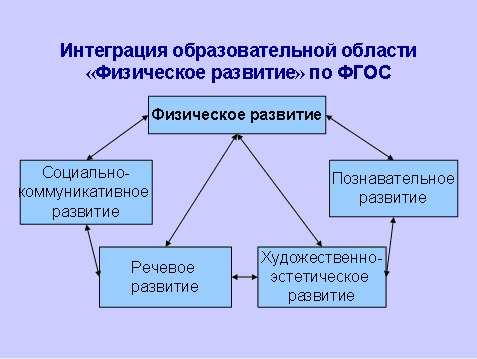 Интеграция образовательной области
«Физическое развитие» по ФГОС
Физическое развитие
Социально-
коммуникативное
развитие
Познавательное
развитие
Речевое
развитие
Художественно-
эстетическое
развитие